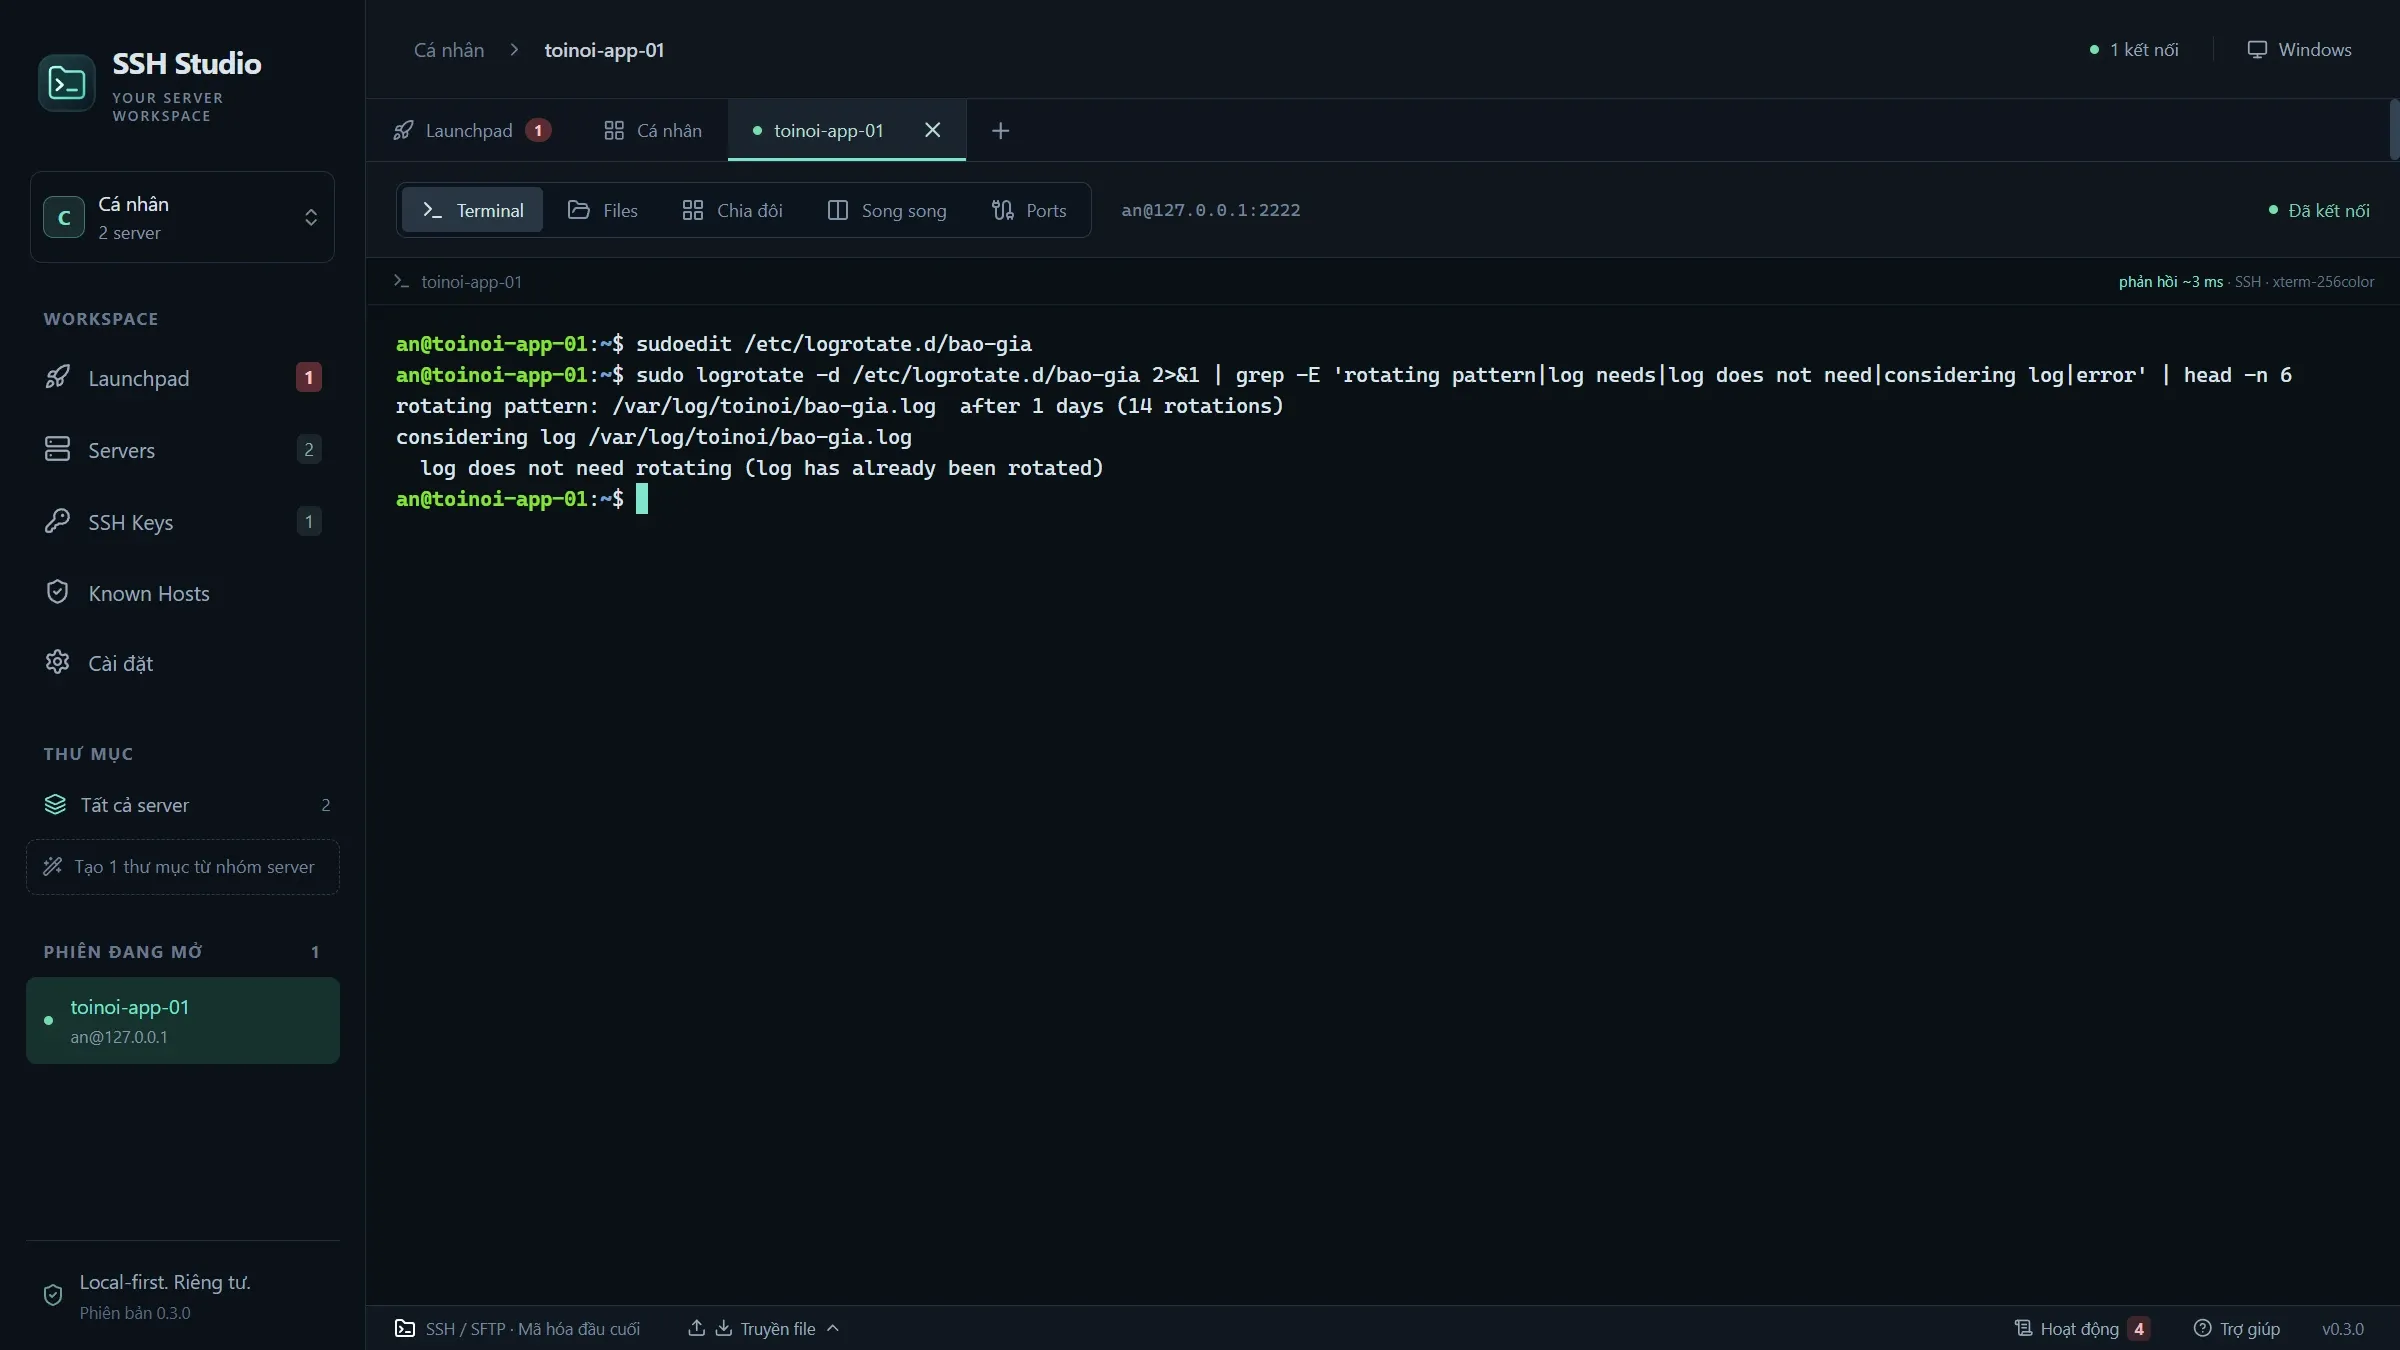 SSH Studio
YOUR SERVER
WORKSPACE
C
Cá nhân
2 server
WORKSPACE
Launchpad 1
Servers 2
SSH Keys 1
Known Hosts
Cài đặt
THƯ MỤC
Tất cả server 2
Tạo 1 thư mục từ nhóm server
PHIÊN ĐANG MỞ 1
toinoi-app-01
an@127.0.0.1
Local-first. Riêng tư.
Phiên bản 0.3.0
Cá nhân > toinoi-app-01
1 kết nối
Windows
Launchpad 1
Cá nhân
toinoi-app-01
Terminal
Files
Chia đôi
Song song
Ports
an@127.0.0.1:2222
Đã kết nối
toinoi-app-01
phản hồi ~3 ms · SSH · xterm-256color
an@toinoi-app-01:~$ sudoedit /etc/logrotate.d/bao-gia
an@toinoi-app-01:~$ sudo logrotate -d /etc/logrotate.d/bao-gia 2>&1 | grep -E 'rotating pattern|log needs|log does not need|considering log|error' | head -n 6
rotating pattern: /var/log/toinoi/bao-gia.log  after 1 days (14 rotations)
considering log /var/log/toinoi/bao-gia.log
  log does not need rotating (log has already been rotated)
an@toinoi-app-01:~$
SSH / SFTP · Mã hóa đầu cuối
Truyền file
Hoạt động 4
Trợ giúp
v0.3.0